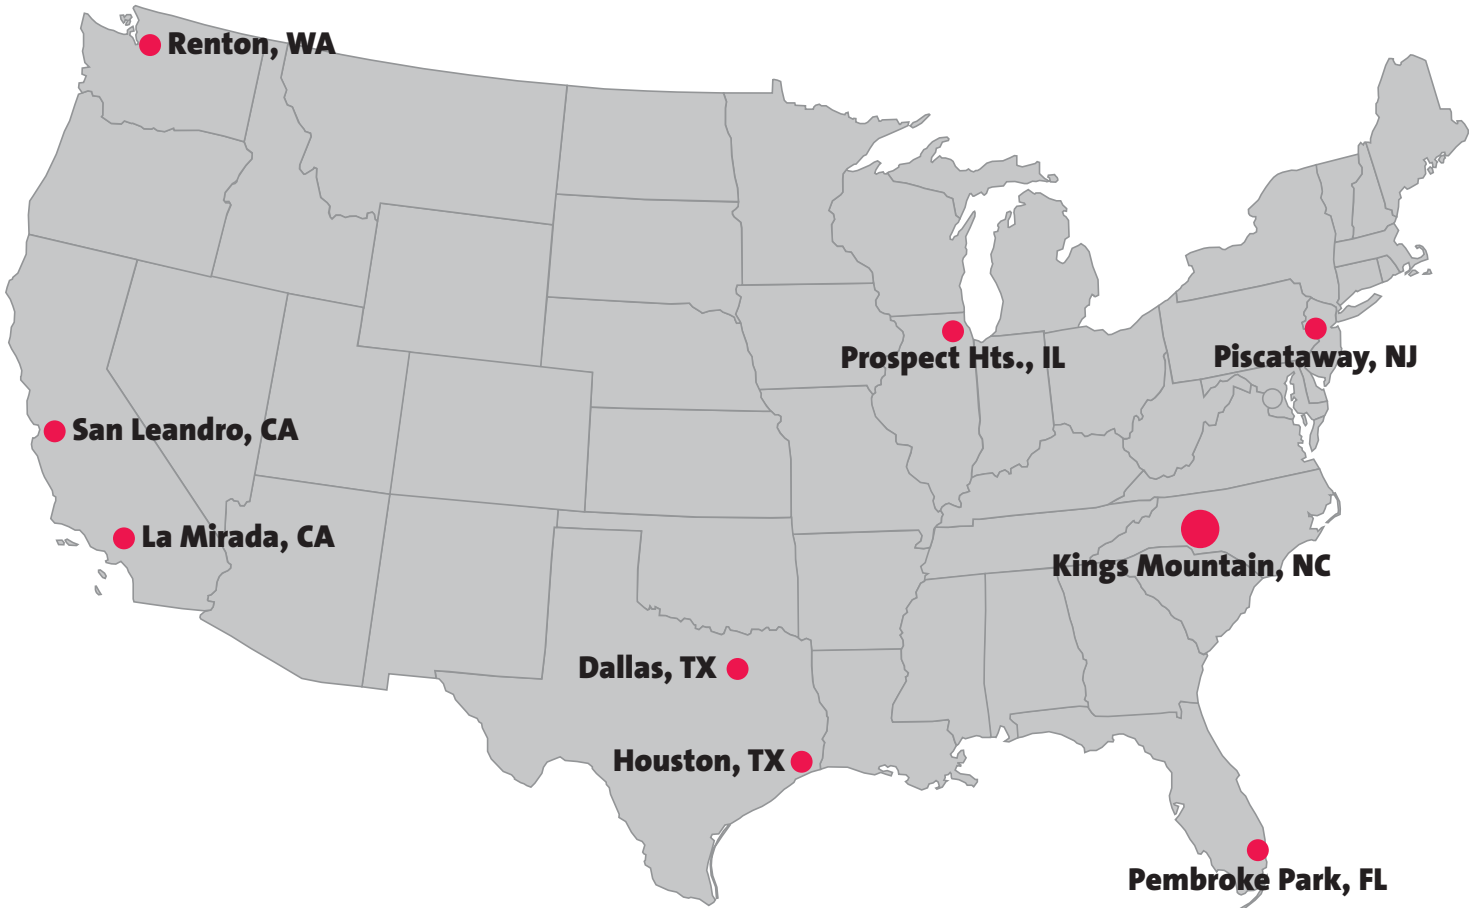 Renton, WA
Prospect Hts., IL
Piscataway, NJ
San Leandro, CA
La Mirada, CA
Kings Mountain, NC
Dallas, TX
Houston, TX
Pembroke Park, FL